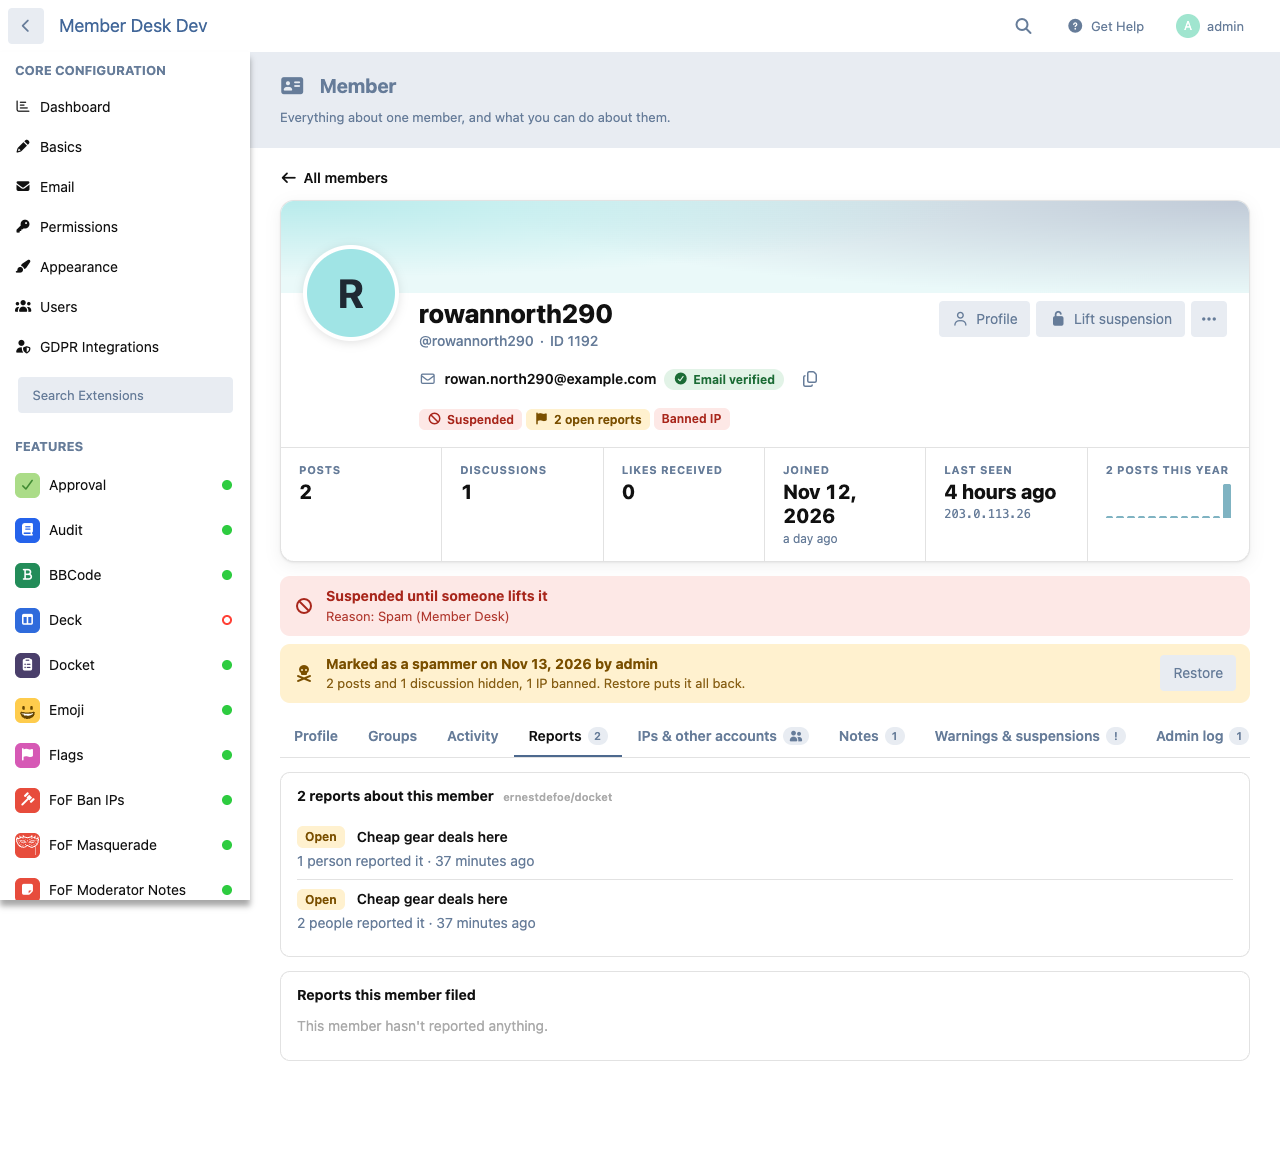 Member Desk Dev
Get Help
A
admin
CORE CONFIGURATION
Dashboard
Basics
Email
Permissions
Appearance
Users
GDPR Integrations
Search Extensions
FEATURES
Approval
Audit
BBCode
Deck
Docket
Emoji
Flags
FoF Ban IPs
FoF Masquerade
FoF Moderator Notes
Member
Everything about one member, and what you can do about them.
All members
R
rowannorth290
@rowannorth290 · ID 1192
Profile
Lift suspension
rowan.north290@example.com
Email verified
Suspended
2 open reports
Banned IP
POSTS
2
DISCUSSIONS
1
LIKES RECEIVED
0
JOINED
Nov 12,
2026
a day ago
LAST SEEN
4 hours ago
203.0.113.26
2 POSTS THIS YEAR
Suspended until someone lifts it
Reason: Spam (Member Desk)
Marked as a spammer on Nov 13, 2026 by admin
2 posts and 1 discussion hidden, 1 IP banned. Restore puts it all back.
Restore
Profile
Groups
Activity
Reports 2
IPs & other accounts
Notes 1
Warnings & suspensions !
Admin log 1
2 reports about this member ernestdefoe/docket
Open Cheap gear deals here
1 person reported it · 37 minutes ago
Open Cheap gear deals here
2 people reported it · 37 minutes ago
Reports this member filed
This member hasn't reported anything.